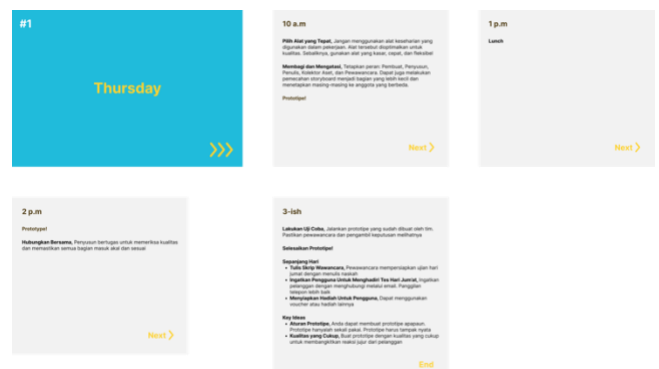 #1
Thursday
10 a.m
Pilih Alat yang Tepat, Jangan menggunakan alat keseharian yang
digunakan dalam pekerjaan. Alat tersebut dioptimalkan untuk
kualitas. Sebaliknya, gunakan alat yang kasar, cepat, dan fleksibel
Membagi dan Mengatasi, Tetapkan peran: Pembuat, Penyusun,
Penulis, Kolektor Aset, dan Pewawancara. Dapat juga melakukan
pemecahan storyboard menjadi bagian yang lebih kecil dan
menetapkan masing-masing ke anggota yang berbeda.
Prototipe!
Next
1 p.m
Lunch
Next
2 p.m
Prototype!
Hubungkan Bersama, Penyusun bertugas untuk memeriksa kualitas
dan memastikan semua bagian masuk akal dan sesuai
Next
3-ish
Lakukan Uji Coba, Jalankan prototipe yang sudah dibuat oleh tim.
Pastikan pewawancara dan pengambil keputusan melihatnya
Selesaikan Prototipe!
Sepanjang Hari
Tulis Skrip Wawancara, Pewawancara mempersiapkan ujian hari
jumat dengan menulis naskah
Ingatkan Pengguna Untuk Menghadiri Tes Hari Jum'at, Ingatkan
pelanggan dengan menghubungi melalui email. Panggilan
telepon lebih baik
Menyiapkan Hadiah Untuk Pengguna, Dapat menggunakan
voucher atau hadiah lainnya
Key Ideas
Aturan Prototipe, Anda dapat membuat prototipe apapaun.
Prototipe hanyalah sekali pakai. Prototipe harus tampak nyata
Kualitas yang Cukup, Buat prototipe dengan kualitas yang cukup
untuk membangkitkan reaksi jujur dari pelanggan
End